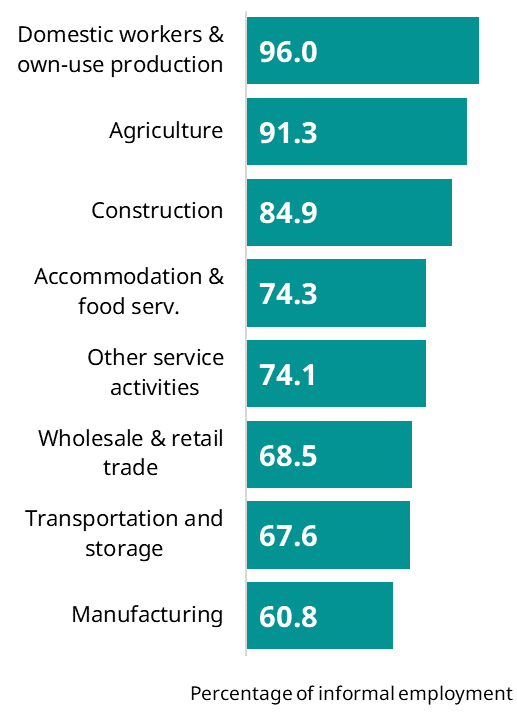 Domestic workers &
own-use production
96.0
Agriculture
91.3
Construction
84.9
Accommodation &
food serv.
74.3
Other service
activities
74.1
Wholesale & retail
trade
68.5
Transportation and
storage
67.6
Manufacturing
60.8
Percentage of informal employment